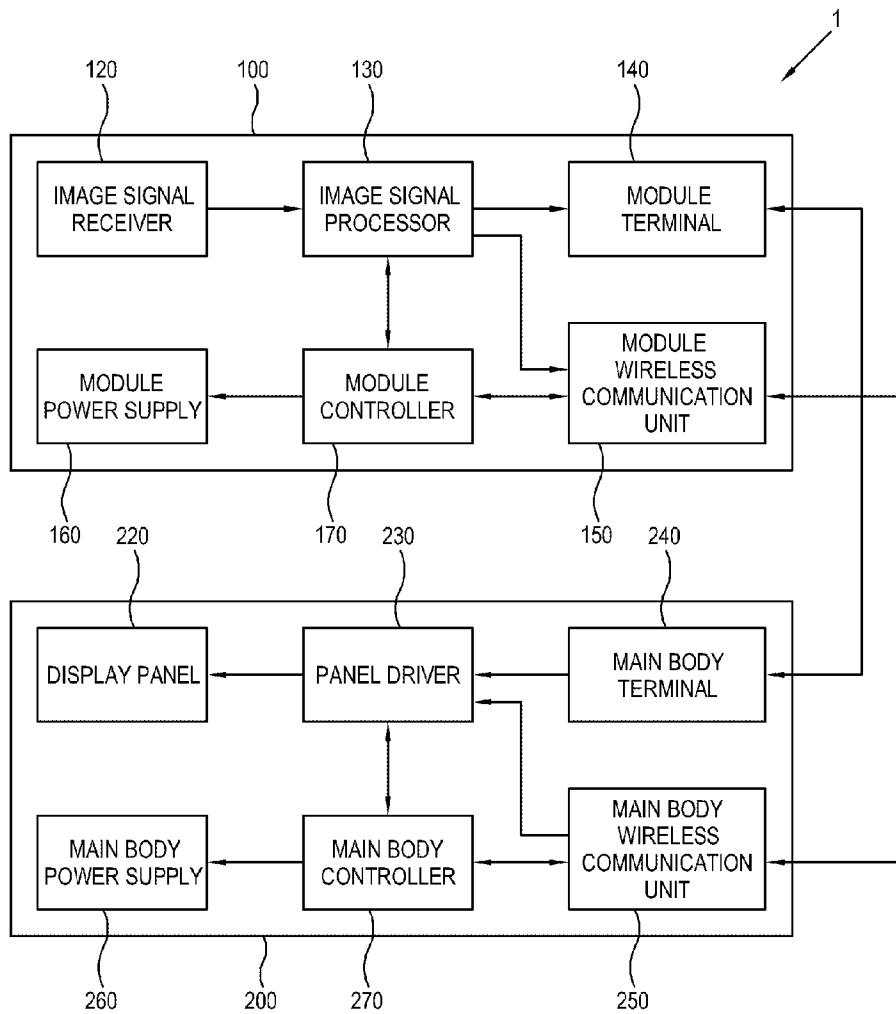 1
120
100
130
140
IMAGE SIGNAL
RECEIVER
IMAGE SIGNAL
PROCESSOR
MODULE
TERMINAL
MODULE
POWER SUPPLY
MODULE
CONTROLLER
MODULE
WIRELESS
COMMUNICATION
UNIT
160
220
170
230
150
240
DISPLAY PANEL
PANEL DRIVER
MAIN BODY
TERMINAL
MAIN BODY
POWER SUPPLY
MAIN BODY
CONTROLLER
MAIN BODY
WIRELESS
COMMUNICATION
UNIT
260
200
270
250